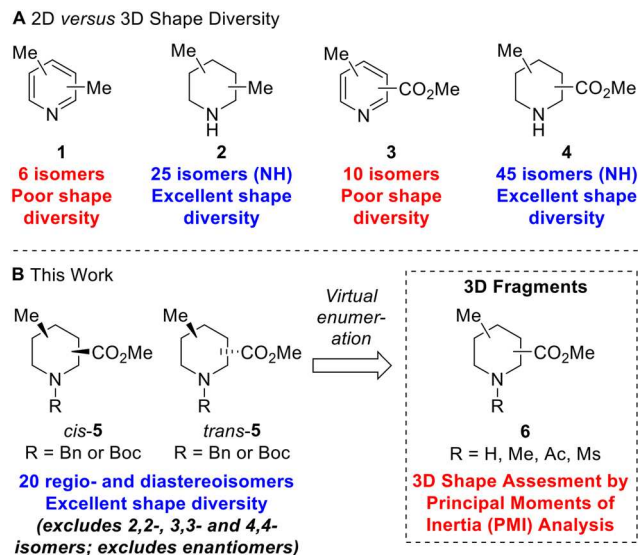 A 2D versus 3D Shape Diversity
Me
Me
N
1
6 isomers
Poor shape
diversity
Me
Me
N
H
2
25 isomers (NH)
Excellent shape
diversity
Me
CO2Me
N
3
10 isomers
Poor shape
diversity
Me
CO2Me
N
H
4
45 isomers (NH)
Excellent shape
diversity
B This Work
Me
CO2Me
N
R
cis-5
R = Bn or Boc
Me
CO2Me
N
R
trans-5
R = Bn or Boc
20 regio- and diastereoisomers
Excellent shape diversity
(excludes 2,2-, 3,3- and 4,4-
isomers; excludes enantiomers)
Virtual
enumer-
ation
3D Fragments
Me
CO2Me
N
R
6
R = H, Me, Ac, Ms
3D Shape Assesment by
Principal Moments of
Inertia (PMI) Analysis